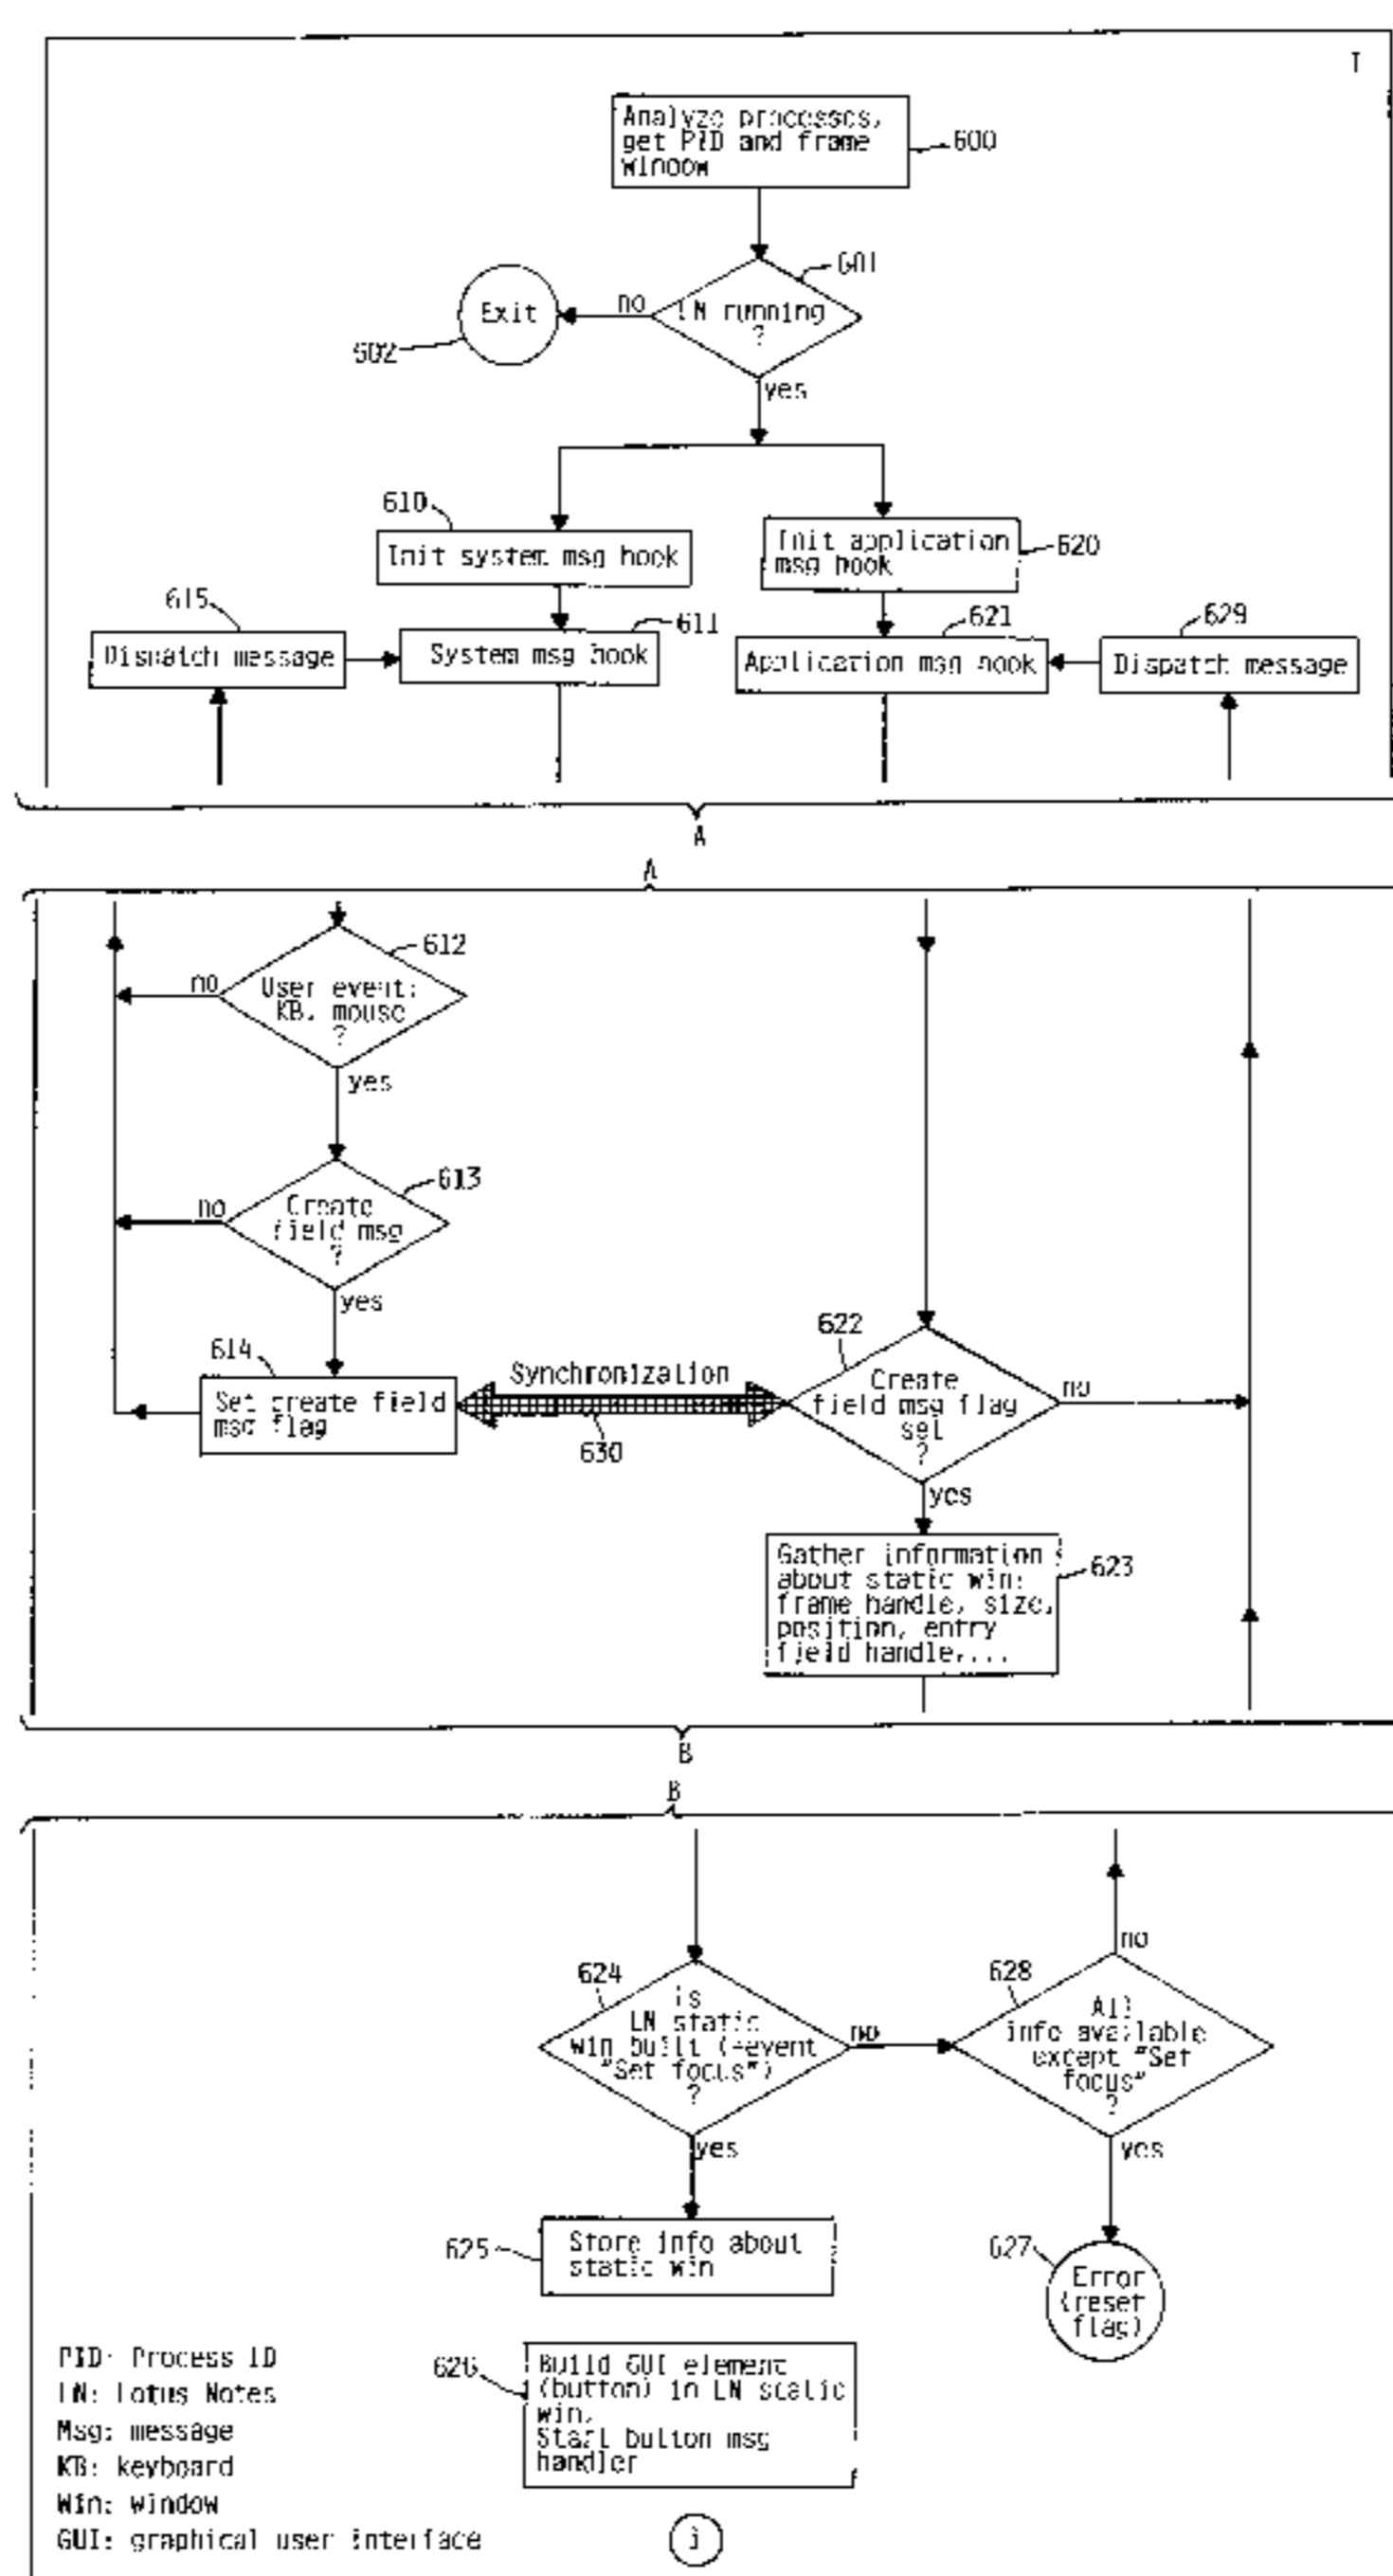 I
Analyze processes,
get PID and frame
window
600
601
LN running
?
no
Exit
602
yes
610
Init system msg hook
Init application
msg hook
620
615
Dispatch message
611
System msg hook
621
Application msg hook
629
Dispatch message
A
A
612
User event:
KB, mouse
?
no
yes
613
Create
field msg
?
no
yes
614
Set create field
msg flag
Synchronization
630
622
Create
field msg flag
set
?
no
yes
Gather information
about static win:
frame handle, size,
position, entry
field handle,...
623
B
B
624
is
LN static
win built (=event
"Set focus")
?
no
628
All
info available
except "Set
focus"
?
no
yes
yes
625
Store info about
static win
627
Error
(reset
flag)
626
Build GUI element
(button) in LN static
win,
Start button msg
handler
PID: Process ID
LN: Lotus Notes
Msg: message
KB: keyboard
Win: window
GUI: graphical user interface
i